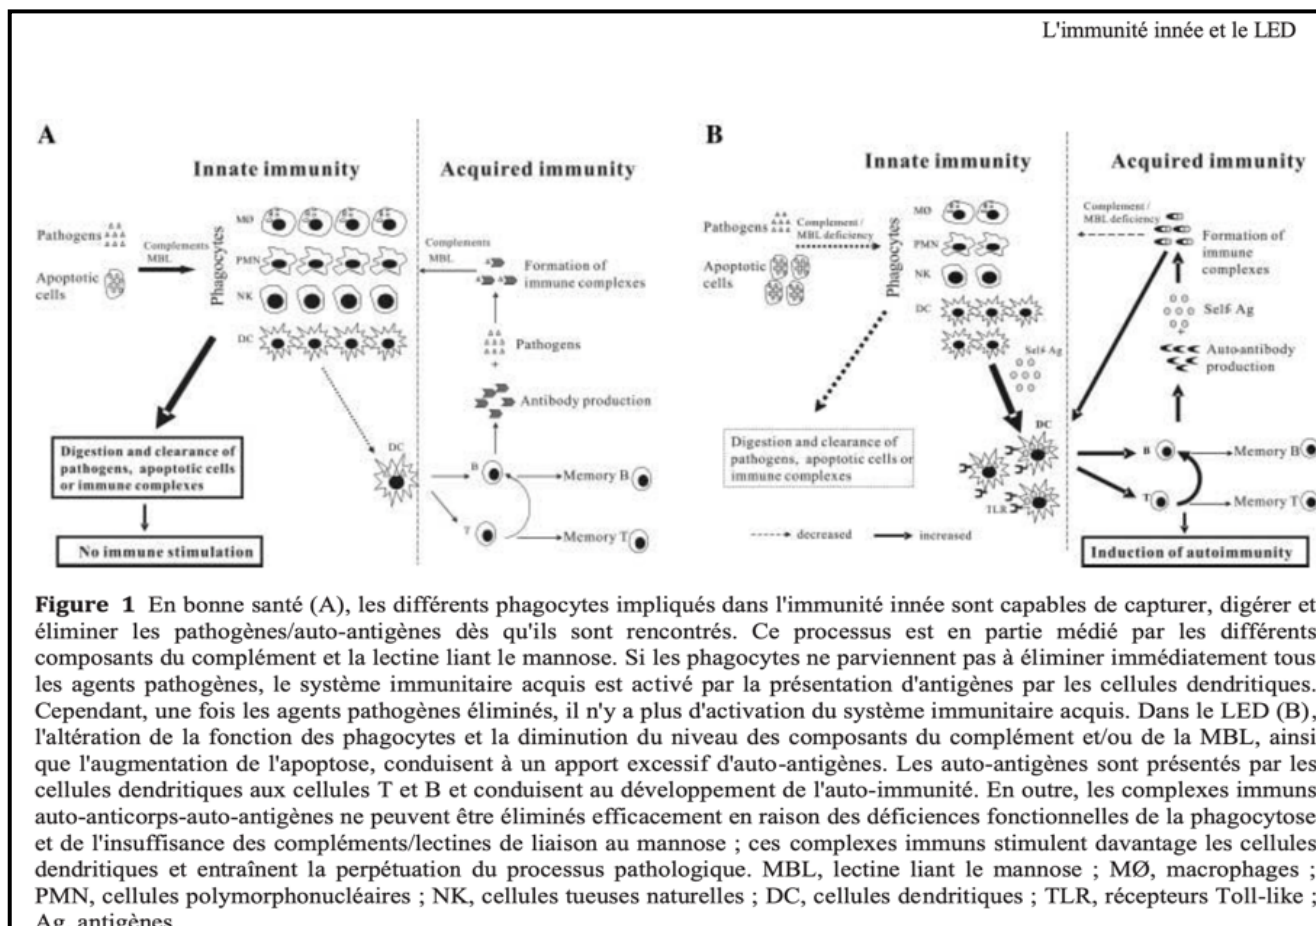 L'immunité innée et le LED
A
Innate immunity
Acquired immunity
Pathogens
Complements
MBL
Apoptotic
cells
Phagocytes
MØ
PMN
NK
DC
Complements
MBL
Formation of
immune complexes
Pathogens
+
Antibody production
DC
B
Memory B
T
Memory T
Digestion and clearance of
pathogens, apoptotic cells
or immune complexes
No immune stimulation
B
Innate immunity
Acquired immunity
Pathogens
Complement /
MBL deficiency
Apoptotic
cells
Phagocytes
MØ
PMN
NK
DC
Self-Ag
Complement /
MBL deficiency
Formation of
immune
complexes
Self-Ag
+
Auto-antibody
production
DC
TLR
B
Memory B
T
Memory T
Digestion and clearance of
pathogens, apoptotic cells or
immune complexes
decreased
increased
Induction of autoimmunity
Figure 1 En bonne santé (A), les différents phagocytes impliqués dans l'immunité innée sont capables de capturer, digérer et
éliminer les pathogènes/auto-antigènes dès qu'ils sont rencontrés. Ce processus est en partie médié par les différents
composants du complément et la lectine liant le mannose. Si les phagocytes ne parviennent pas à éliminer immédiatement tous
les agents pathogènes, le système immunitaire acquis est activé par la présentation d'antigènes par les cellules dendritiques.
Cependant, une fois les agents pathogènes éliminés, il n'y a plus d'activation du système immunitaire acquis. Dans le LED (B),
l'altération de la fonction des phagocytes et la diminution du niveau des composants du complément et/ou de la MBL, ainsi
que l'augmentation de l'apoptose, conduisent à un apport excessif d'auto-antigènes. Les auto-antigènes sont présentés par les
cellules dendritiques aux cellules T et B et conduisent au développement de l'auto-immunité. En outre, les complexes immuns
auto-anticorps-auto-antigènes ne peuvent être éliminés efficacement en raison des déficiences fonctionnelles de la phagocytose
et de l'insuffisance des compléments/lectines de liaison au mannose ; ces complexes immuns stimulent davantage les cellules
dendritiques et entraînent la perpétuation du processus pathologique. MBL, lectine liant le mannose ; MØ, macrophages ;
PMN, cellules polymorphonucléaires ; NK, cellules tueuses naturelles ; DC, cellules dendritiques ; TLR, récepteurs Toll-like ;
Ag, antigènes